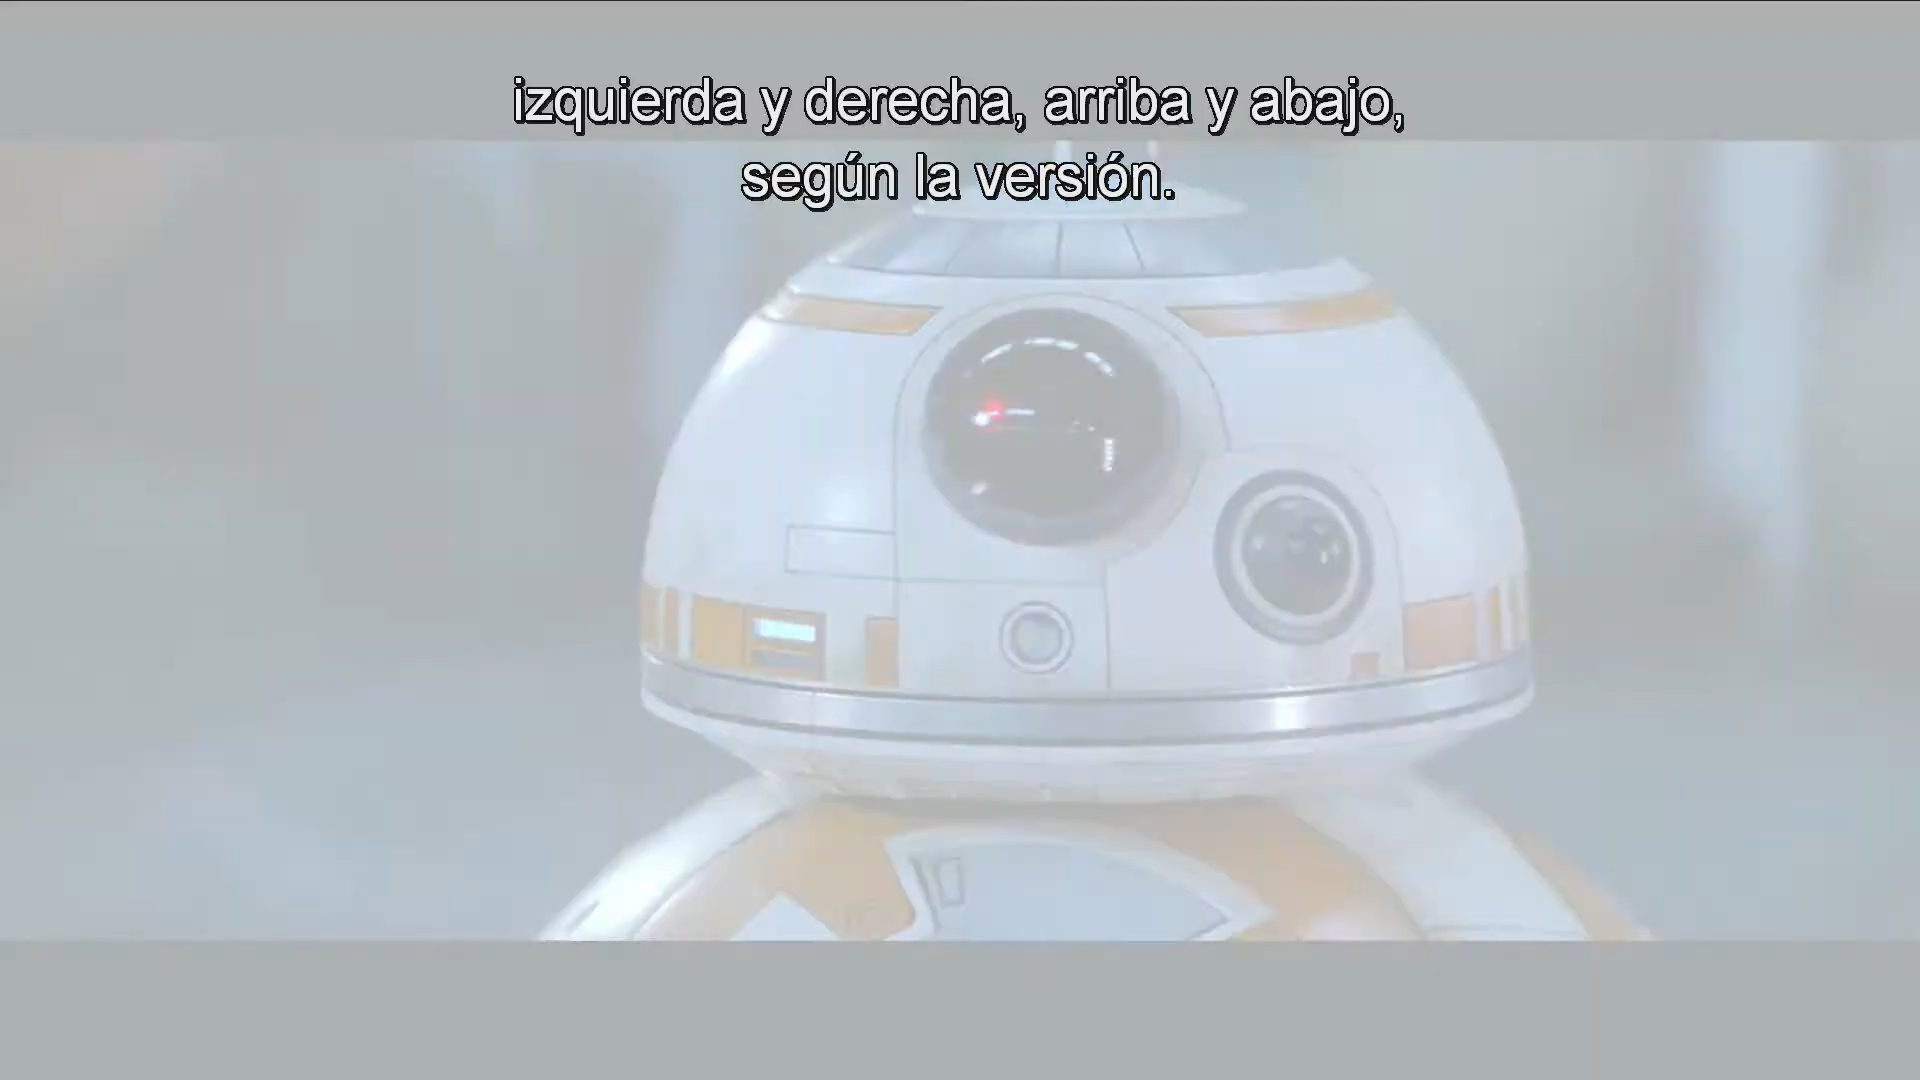 izquierda y derecha, arriba y abajo,
según la versión.